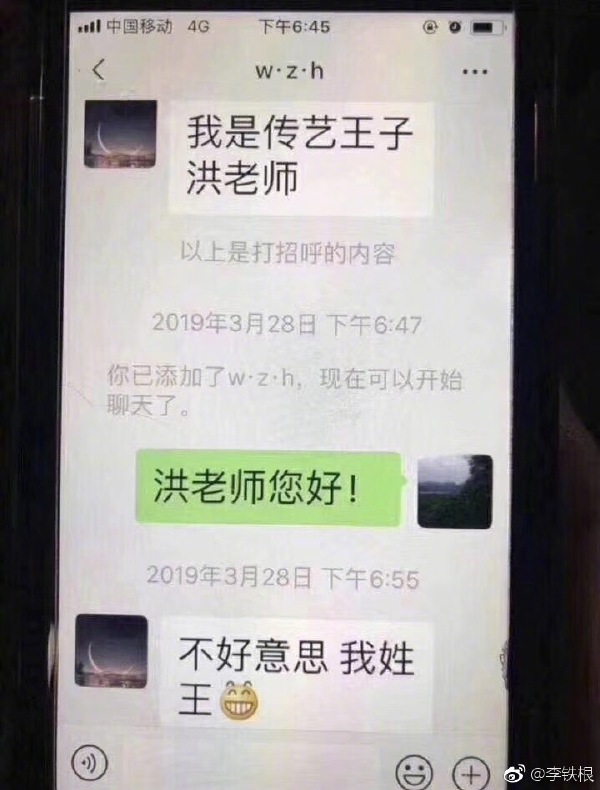 中国移动 4G 下午6:45
w·z·h
我是传艺王子
洪老师
以上是打招呼的内容
2019年3月28日 下午6:47
你已添加了w·z·h，现在可以开始
聊天了。
洪老师您好！
2019年3月28日 下午6:55
不好意思 我姓
王😁
@李铁根